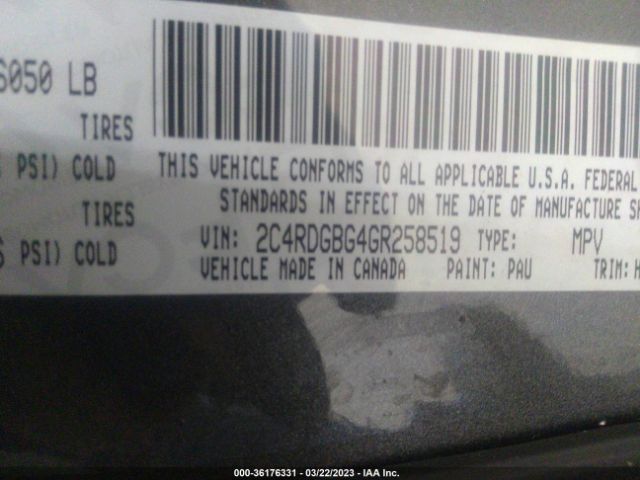 6050 LB
TIRES
PSI) COLD
THIS VEHICLE CONFORMS TO ALL APPLICABLE U.S.A. FEDERAL
STANDARDS IN EFFECT ON THE DATE OF MANUFACTURE SH
TIRES
PSI) COLD
VIN: 2C4RDGBG4GR258519 TYPE: MPV
VEHICLE MADE IN CANADA PAINT: PAU TRIM: H
000-36176331 - 03/22/2023 - IAA Inc.